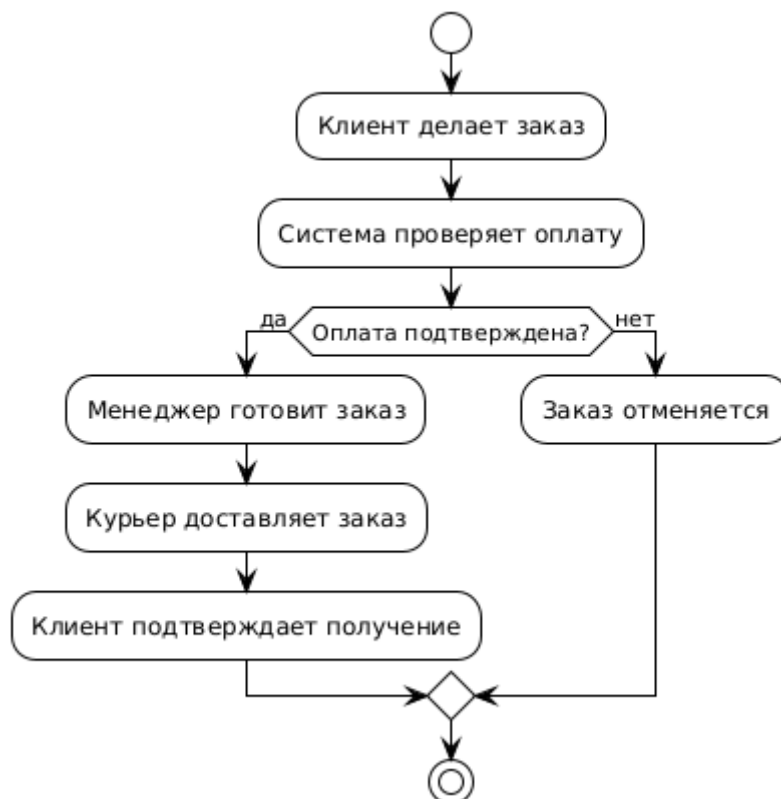 Клиент делает заказ
Система проверяет оплату
да
Оплата подтверждена?
нет
Менеджер готовит заказ
Заказ отменяется
Курьер доставляет заказ
Клиент подтверждает получение